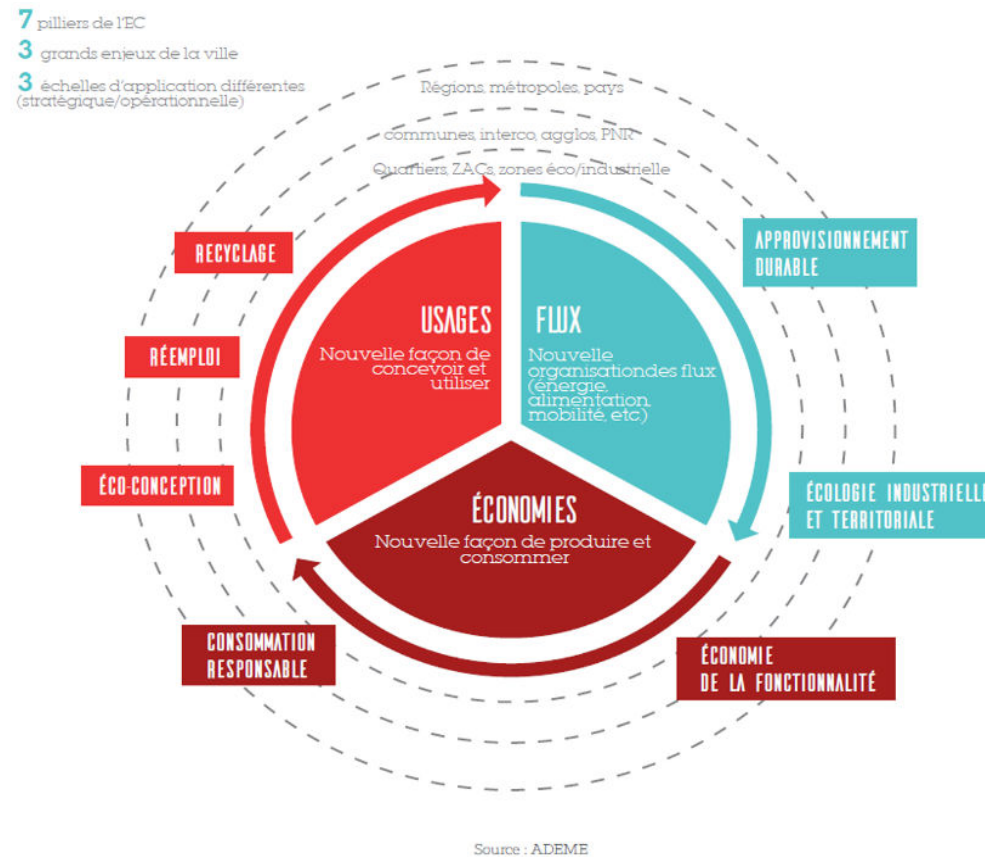 7 pilliers de l'EC
3 grands enjeux de la ville
3 échelles d'application différentes
(stratégique/opérationnelle)
Régions, métropoles, pays
communes, interco, agglos, PNR
Quartiers, ZACs, zones éco/industrielle
RECYCLAGE
RÉEMPLOI
ÉCO-CONCEPTION
APPROVISIONNEMENT
DURABLE
USAGES
Nouvelle façon de
concevoir et
utiliser
FLUX
Nouvelle
organisationdes flux
(énergie,
alimentation,
mobilité, etc.)
ÉCONOMIES
Nouvelle façon de produire et
consommer
ÉCOLOGIE INDUSTRIELLE
ET TERRITORIALE
CONSOMMATION
RESPONSABLE
ÉCONOMIE
DE LA FONCTIONNALITÉ
Source : ADEME